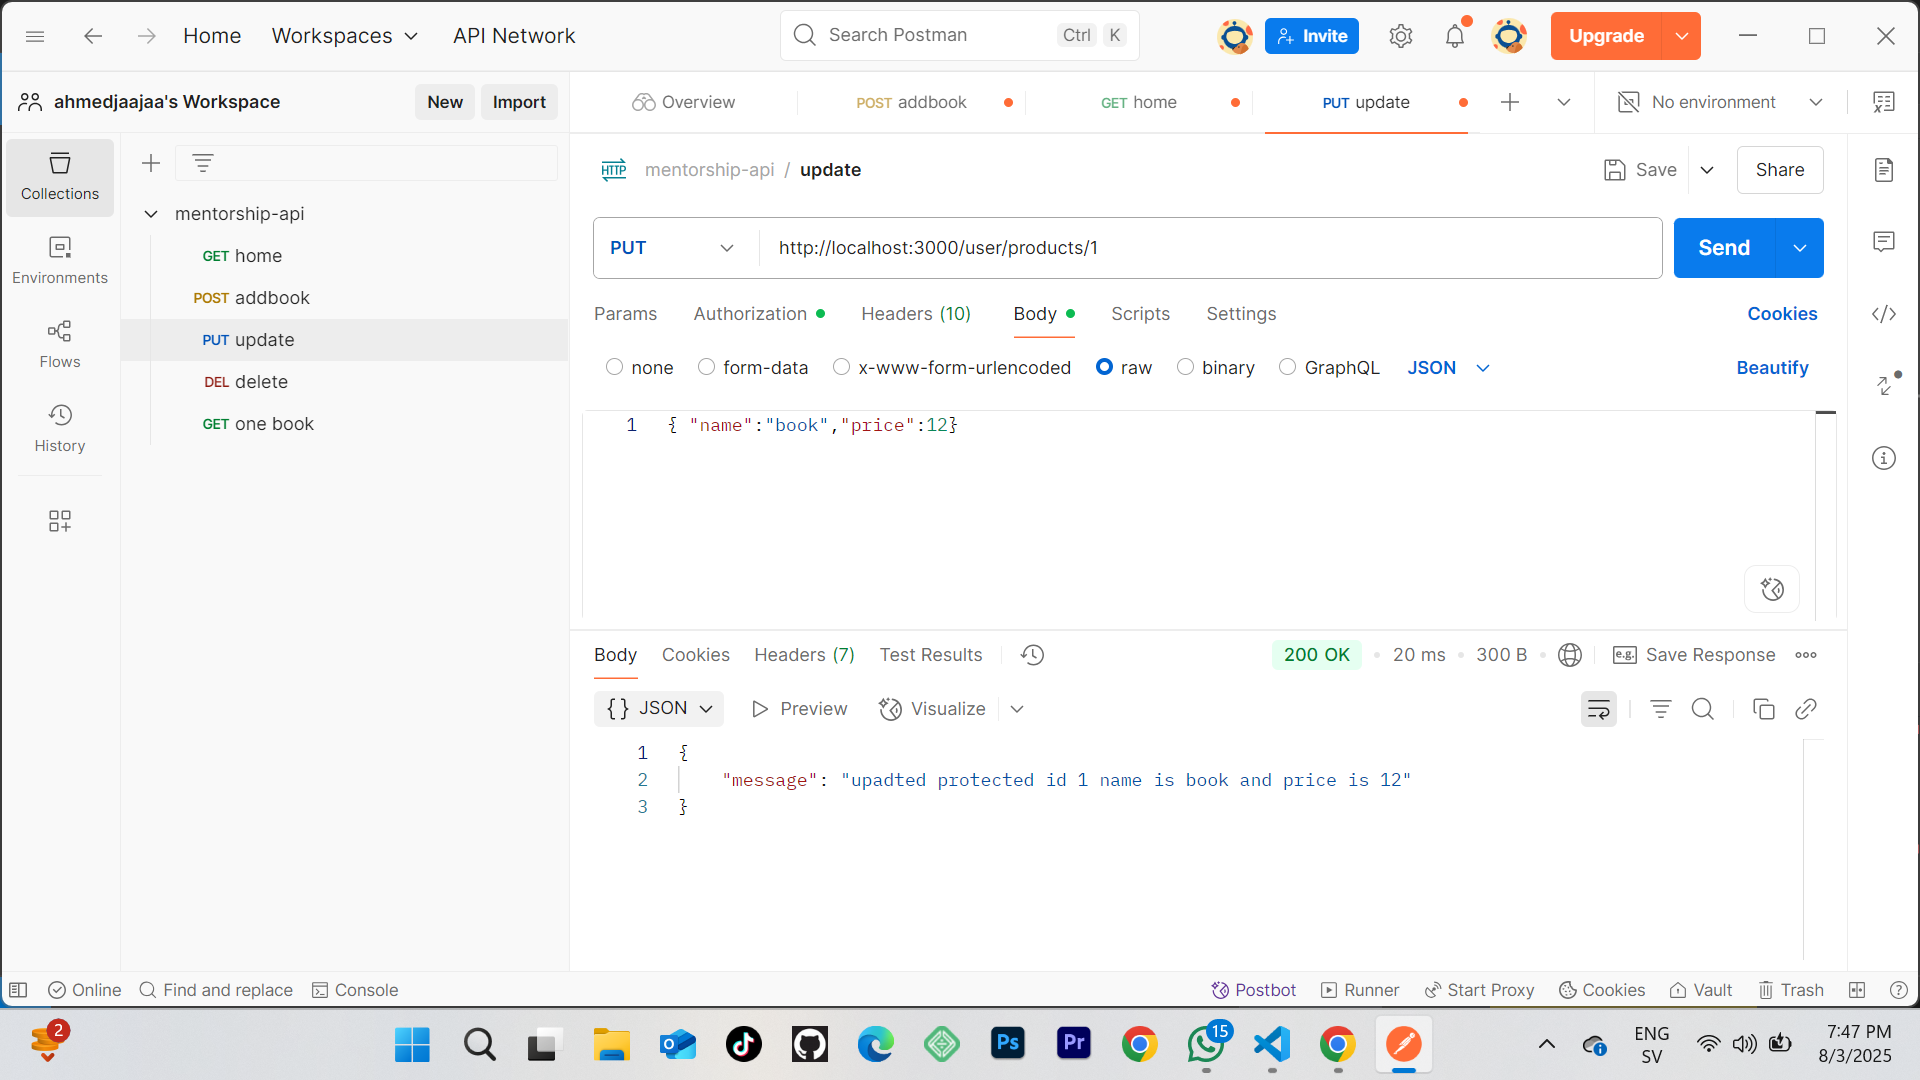 Home
Workspaces
API Network
Search Postman
Ctrl
K
Invite
Upgrade
ahmedjaajaa's Workspace
New
Import
Overview
POST addbook
GET home
PUT update
No environment
Collections
Environments
Flows
History
mentorship-api
GET home
POST addbook
PUT update
DEL delete
GET one book
HTTP
mentorship-api / update
Save
Share
PUT
http://localhost:3000/user/products/1
Send
Params
Authorization
Headers (10)
Body
Scripts
Settings
Cookies
none
form-data
x-www-form-urlencoded
raw
binary
GraphQL
JSON
Beautify
1 { "name":"book","price":12}
Body
Cookies
Headers (7)
Test Results
200 OK
20 ms
300 B
e.g.
Save Response
{} JSON
Preview
Visualize
1 {
2 "message": "upadted protected id 1 name is book and price is 12"
3 }
Online
Find and replace
Console
Postbot
Runner
Start Proxy
Cookies
Vault
Trash
2
Ps
Pr
15
ENG
SV
7:47 PM
8/3/2025